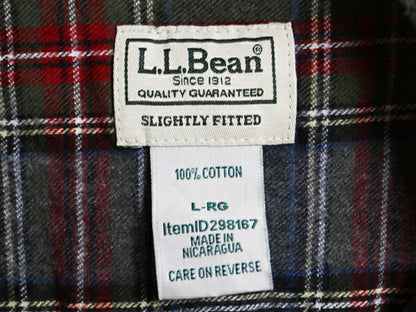 L.L.Bean®
Since 1912
QUALITY GUARANTEED
SLIGHTLY FITTED
100% COTTON
L-RG
ItemID298167
MADE IN
NICARAGUA
CARE ON REVERSE